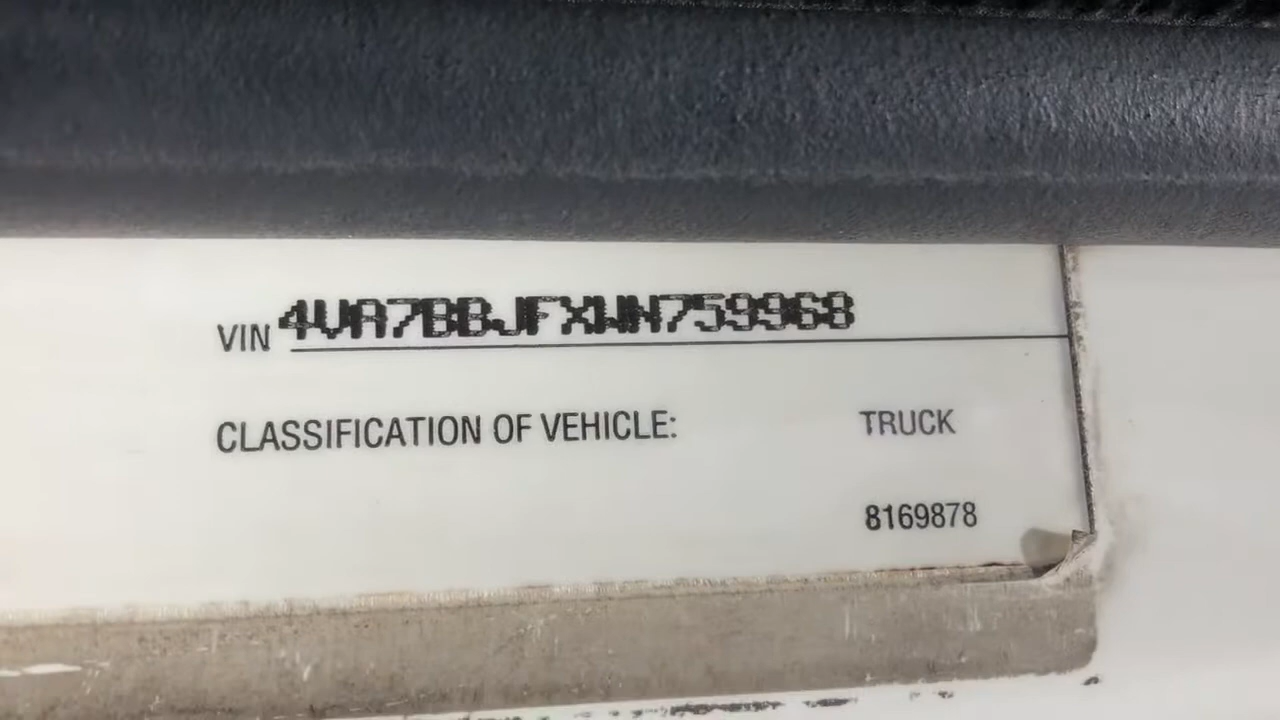 VIN 4VA7BBJFXWN759968
CLASSIFICATION OF VEHICLE: TRUCK
8169878